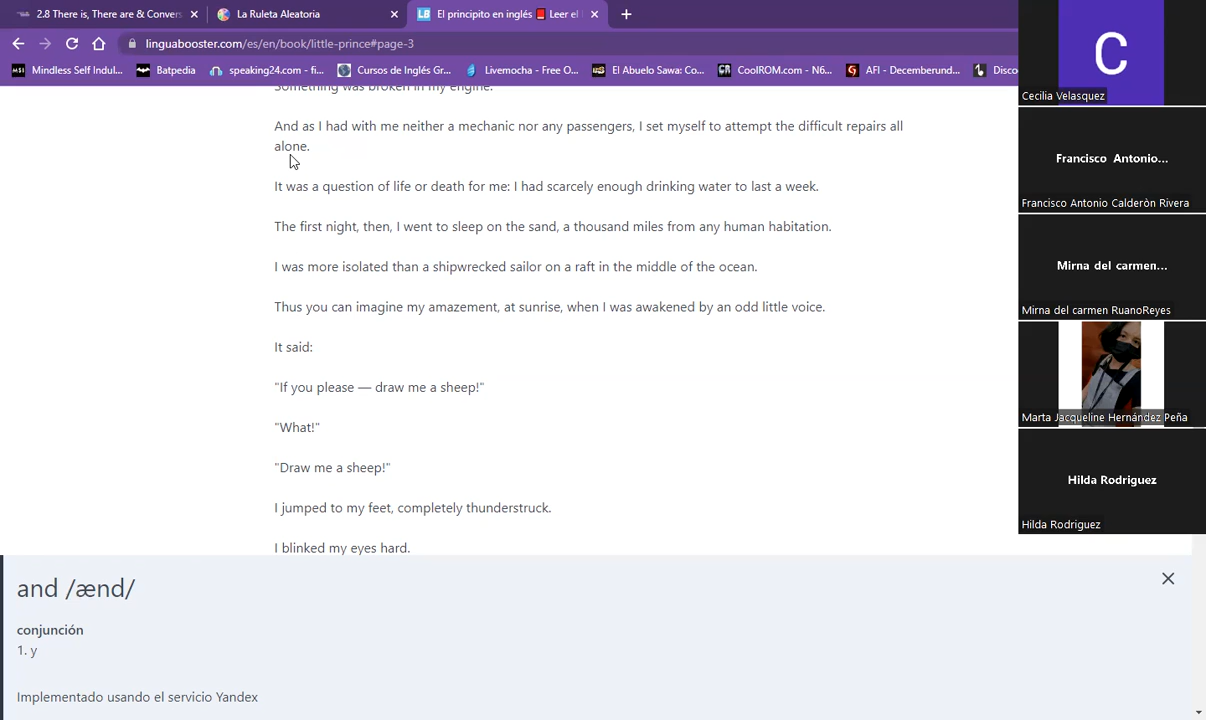 2.8 There is, There are & Conver
La Ruleta Aleatoria
LB El principito en inglés Leer el
linguabooster.com/es/en/book/little-prince#page-3
Mindless Self Indul... Batpedia speaking24.com - fi... Cursos de Inglés Gr... Livemocha - Free O... El Abuelo Sawa: Co... CoolROM.com - N6... AFI - Decemberund... Disco
Something was broken in my engine.
And as I had with me neither a mechanic nor any passengers, I set myself to attempt the difficult repairs all
alone.
It was a question of life or death for me: I had scarcely enough drinking water to last a week.
The first night, then, I went to sleep on the sand, a thousand miles from any human habitation.
I was more isolated than a shipwrecked sailor on a raft in the middle of the ocean.
Thus you can imagine my amazement, at sunrise, when I was awakened by an odd little voice.
It said:
"If you please — draw me a sheep!"
"What!"
"Draw me a sheep!"
I jumped to my feet, completely thunderstruck.
I blinked my eyes hard.
and /ænd/
conjunción
1. y
Implementado usando el servicio Yandex
C
Cecilia Velasquez
Francisco Antonio...
Francisco Antonio Calderòn Rivera
Mirna del carmen...
Mirna del carmen RuanoReyes
Marta Jacqueline Hernández Peña
Hilda Rodriguez
Hilda Rodriguez